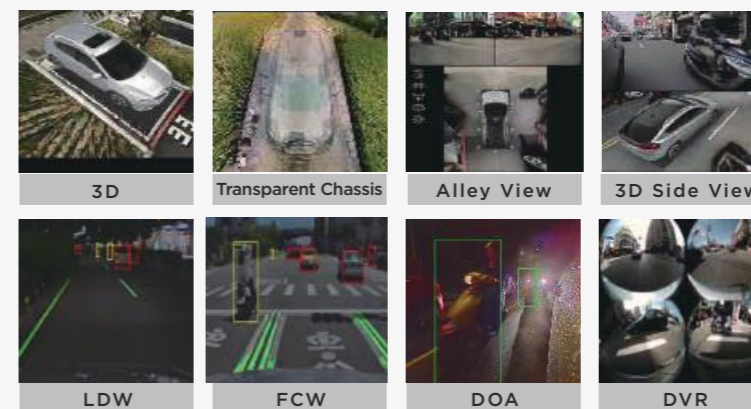 3D
Transparent Chassis
Alley View
3D Side View
LDW
FCW
DOA
DVR